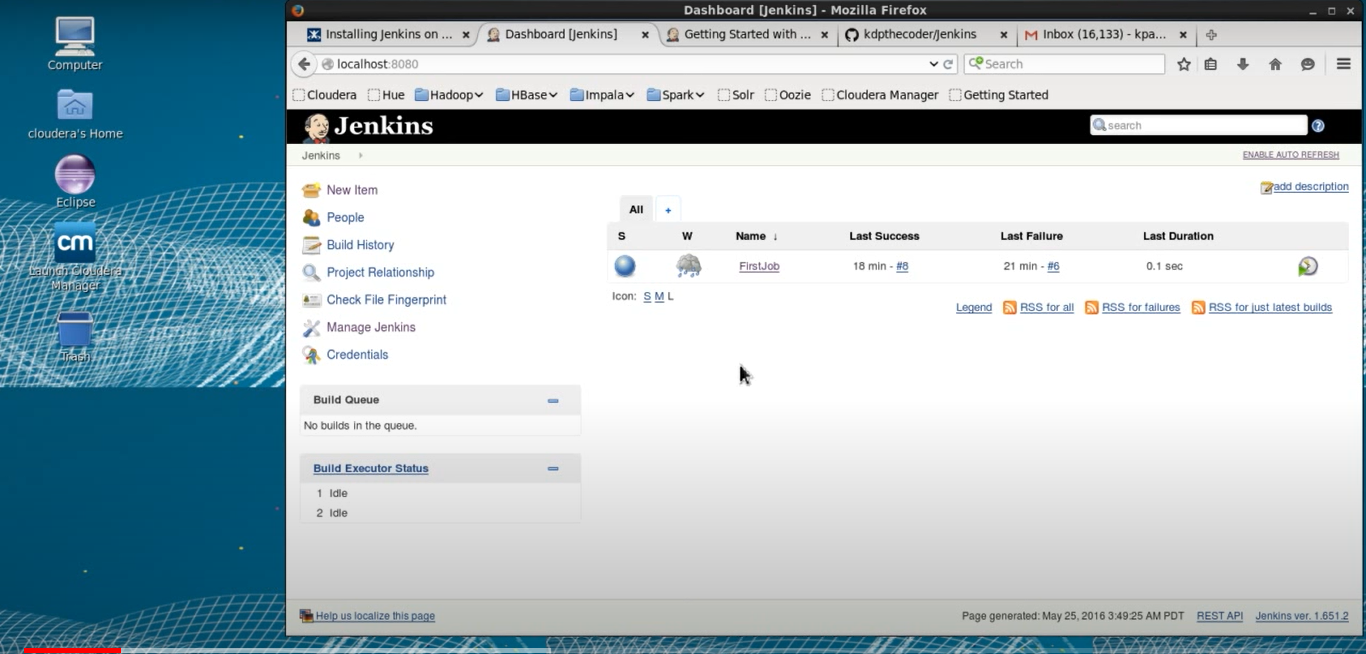 Computer
cloudera's Home
Eclipse
cm
Launch Cloudera
Manager
Trash
Dashboard [Jenkins] - Mozilla Firefox
Installing Jenkins on ...
Dashboard [Jenkins]
Getting Started with ...
kdpthecoder/Jenkins
Inbox (16,133) - kpa...
localhost:8080
Search
Cloudera Hue Hadoop HBase Impala Spark Solr Oozie Cloudera Manager Getting Started
Jenkins
search
Jenkins
ENABLE AUTO REFRESH
New Item
People
Build History
Project Relationship
Check File Fingerprint
Manage Jenkins
Credentials
Build Queue
No builds in the queue.
Build Executor Status
1 Idle
2 Idle
add description
All +
S W Name ↓ Last Success Last Failure Last Duration
FirstJob 18 min - #8 21 min - #6 0.1 sec
Icon: S M L
Legend RSS for all RSS for failures RSS for just latest builds
Help us localize this page
Page generated: May 25, 2016 3:49:25 AM PDT REST API Jenkins ver. 1.651.2